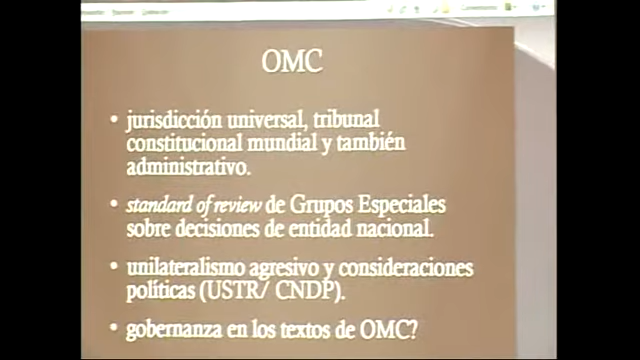 OMC
• jurisdicción universal, tribunal
constitucional mundial y también
administrativo.
• standard of review de Grupos Especiales
sobre decisiones de entidad nacional.
• unilateralismo agresivo y consideraciones
políticas (USTR/ CNDP).
• gobernanza en los textos de OMC?